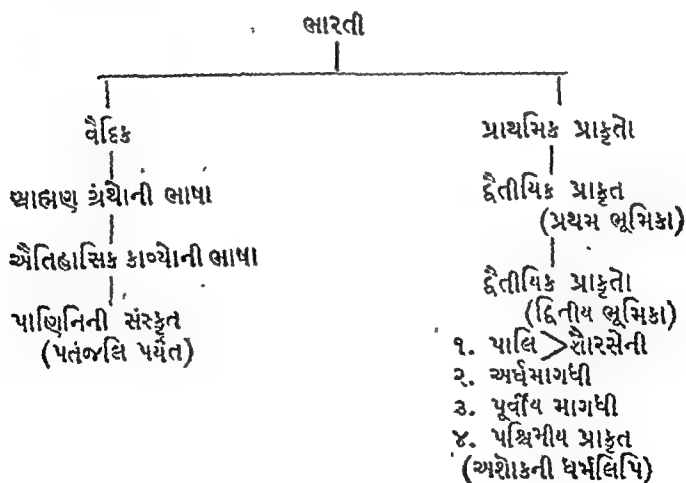 ભારતી
વૈદિક
બ્રાહ્મણ ગ્રંથોની ભાષા
ઐતિહાસિક કાવ્યોની ભાષા
પાણિનિની સંસ્કૃત
(પતંજલિ પર્યંત)
પ્રાથમિક પ્રાકૃતો
દ્વૈતીયિક પ્રાકૃત
(પ્રથમ ભૂમિકા)
દ્વૈતીયિક પ્રાકૃતો
(દ્વિતીય ભૂમિકા)
૧. પાલિ > શૌરસેની
૨. અર્ધમાગધી
૩. પૂર્વીય માગધી
૪. પશ્ચિમીય પ્રાકૃત
(અશોકની ધર્મલિપિ)